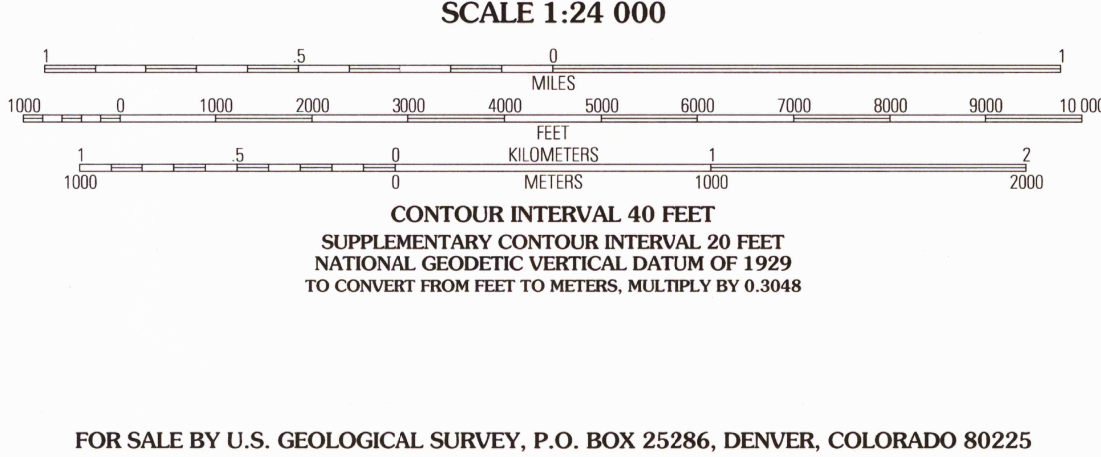 SCALE 1:24 000
1 .5 0 1
MILES
1000 0 1000 2000 3000 4000 5000 6000 7000 8000 9000 10 000
FEET
1 .5 0 KILOMETERS 1 2
1000 0 METERS 1000 2000
CONTOUR INTERVAL 40 FEET
SUPPLEMENTARY CONTOUR INTERVAL 20 FEET
NATIONAL GEODETIC VERTICAL DATUM OF 1929
TO CONVERT FROM FEET TO METERS, MULTIPLY BY 0.3048
FOR SALE BY U.S. GEOLOGICAL SURVEY, P.O. BOX 25286, DENVER, COLORADO 80225